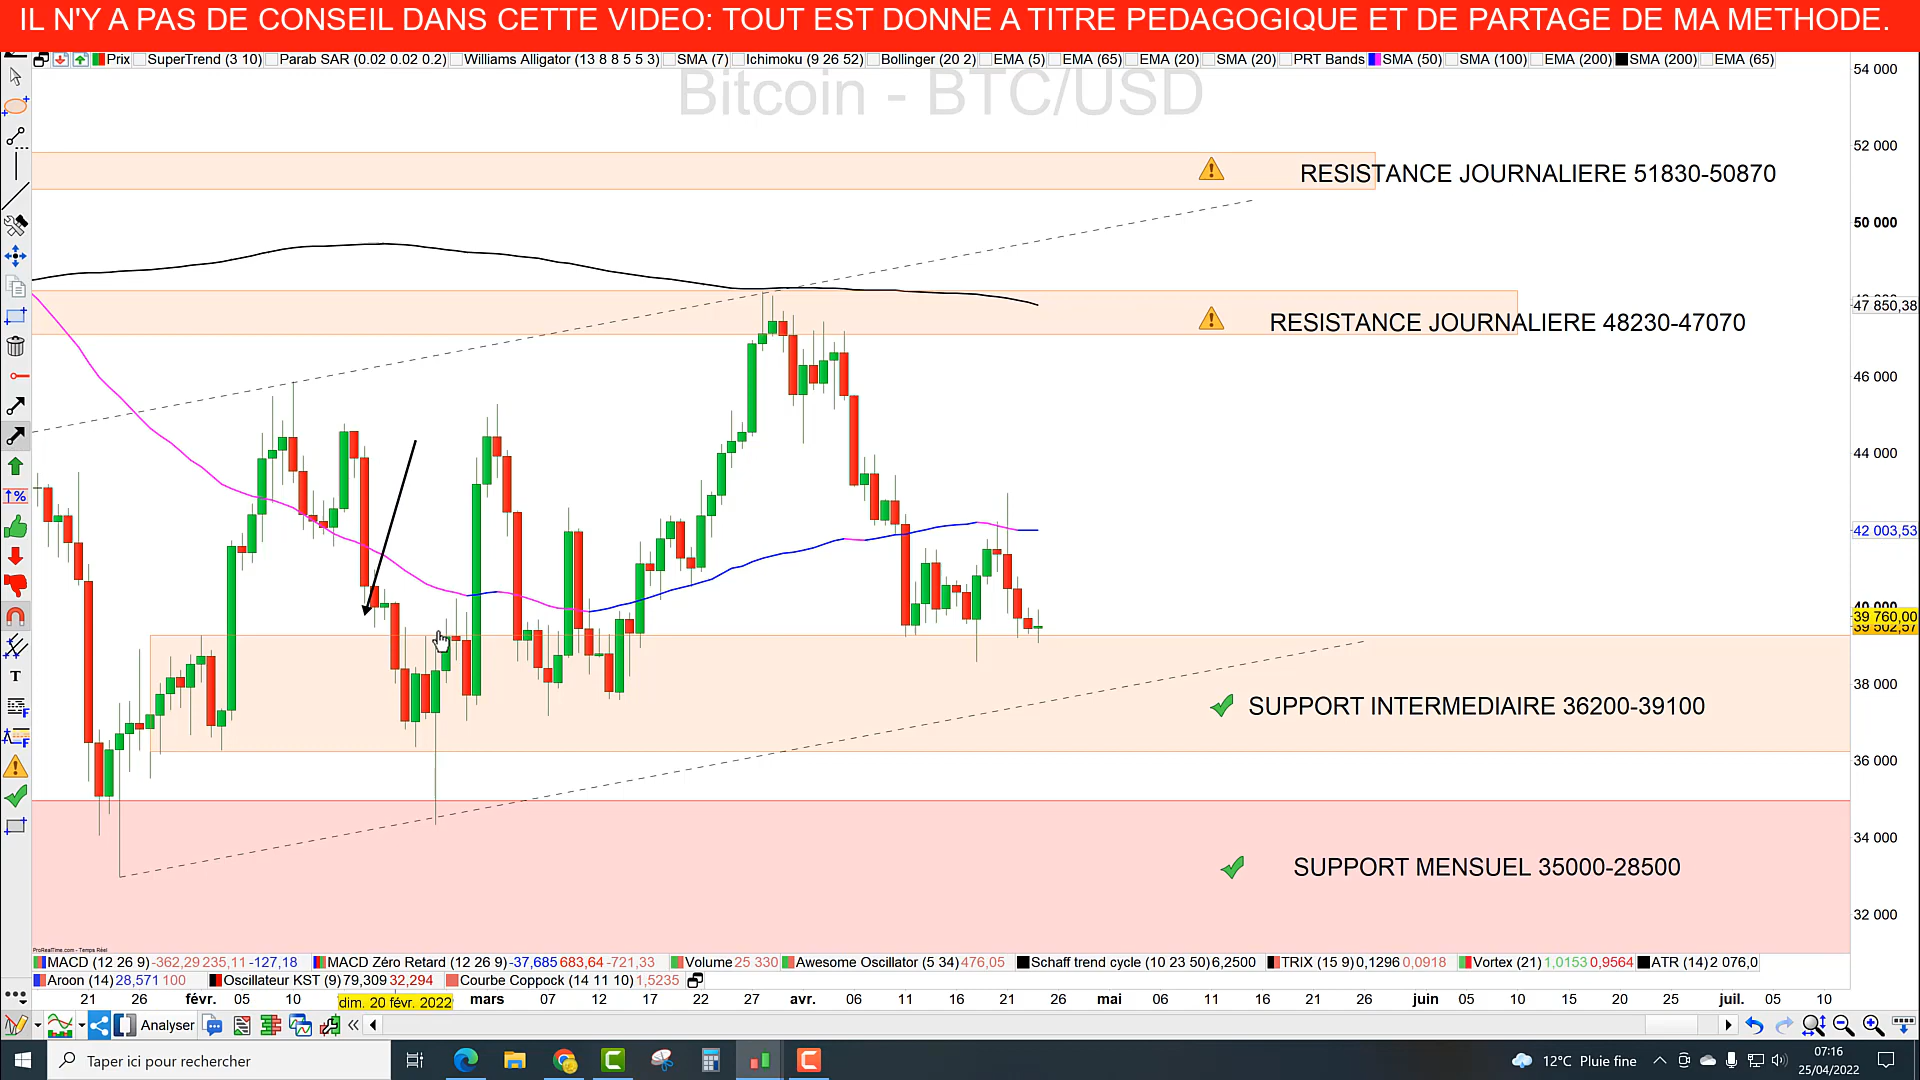 IL N'Y A PAS DE CONSEIL DANS CETTE VIDEO: TOUT EST DONNE A TITRE PEDAGOGIQUE ET DE PARTAGE DE MA METHODE.
Prix SuperTrend (3 10) Parab SAR (0.02 0.02 0.2) Williams Alligator (13 8 8 5 5 3) SMA (7) Ichimoku (9 26 52) Bollinger (20 2) EMA (5) EMA (65) EMA (20) SMA (20) PRT Bands SMA (50) SMA (100) EMA (200) SMA (200) EMA (65)
Bitcoin - BTC/USD
54 000
52 000
RESISTANCE JOURNALIERE 51830-50870
50 000
47 850,38
RESISTANCE JOURNALIERE 48230-47070
46 000
44 000
42 003,53
39 760,00
39 502,57
38 000
SUPPORT INTERMEDIAIRE 36200-39100
36 000
34 000
SUPPORT MENSUEL 35000-28500
32 000
ProRealTime.com - Temps Réel
MACD (12 26 9) -362,29 235,11 -127,18 MACD Zéro Retard (12 26 9) -37,685 683,64 -721,33 Volume 25 330 Awesome Oscillator (5 34) 476,05 Schaff trend cycle (10 23 50) 6,2500 TRIX (15 9) 0,1296 0,0918 Vortex (21) 1,0153 0,9564 ATR (14) 2 076,0
Aroon (14) 28,571 100 Oscillateur KST (9) 79,309 32,294 Courbe Coppock (14 11 10) 1,5235
21 26 févr. 05 10 dim. 20 févr. 2022 mars 07 12 17 22 27 avr. 06 11 16 21 26 mai 06 11 16 21 26 juin 05 10 15 20 25 juil. 05 10
Analyser
Taper ici pour rechercher
12°C Pluie fine
07:16
25/04/2022